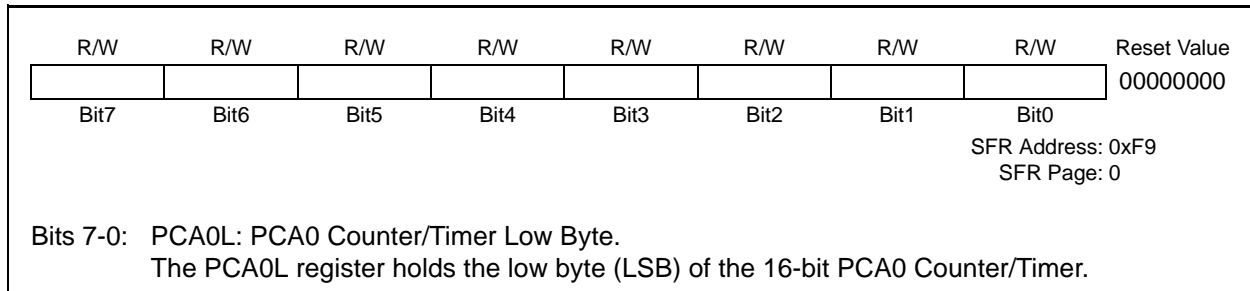 R/W R/W R/W R/W R/W R/W R/W R/W Reset Value
00000000
Bit7 Bit6 Bit5 Bit4 Bit3 Bit2 Bit1 Bit0
SFR Address: 0xF9
SFR Page: 0
Bits 7-0: PCA0L: PCA0 Counter/Timer Low Byte.
The PCA0L register holds the low byte (LSB) of the 16-bit PCA0 Counter/Timer.